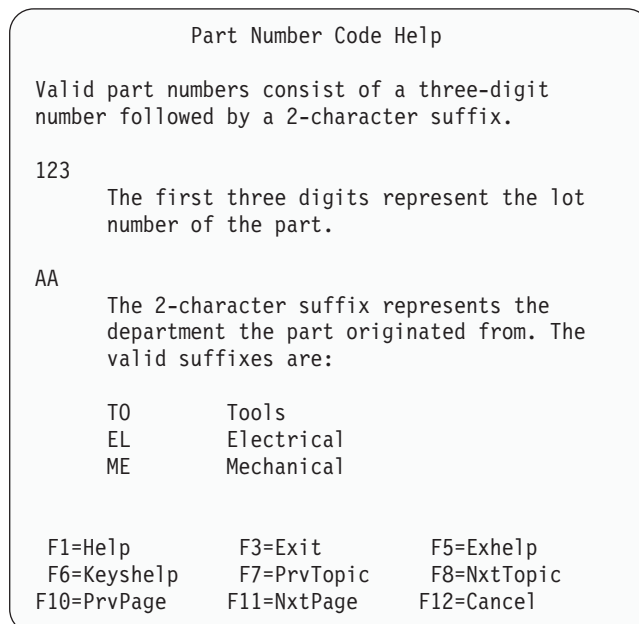 Part Number Code Help
Valid part numbers consist of a three-digit
number followed by a 2-character suffix.
123
The first three digits represent the lot
number of the part.
AA
The 2-character suffix represents the
department the part originated from. The
valid suffixes are:
TO Tools
EL Electrical
ME Mechanical
F1=Help F3=Exit F5=Exhelp
F6=Keyshelp F7=PrvTopic F8=NxtTopic
F10=PrvPage F11=NxtPage F12=Cancel